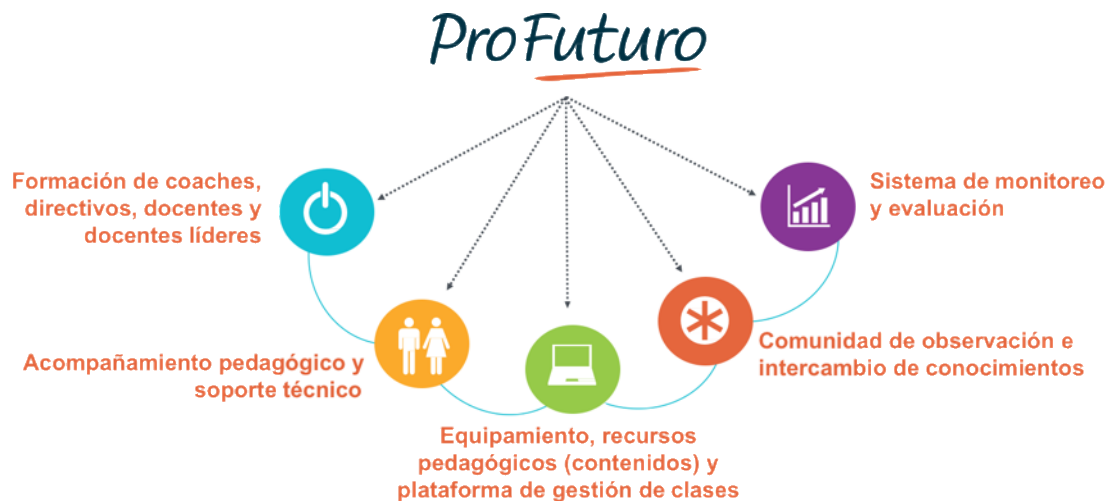 ProFuturo
Formación de coaches,
directivos, docentes y
docentes líderes
Sistema de monitoreo
y evaluación
Acompañamiento pedagógico y
soporte técnico
Comunidad de observación e
intercambio de conocimientos
Equipamiento, recursos
pedagógicos (contenidos) y
plataforma de gestión de clases